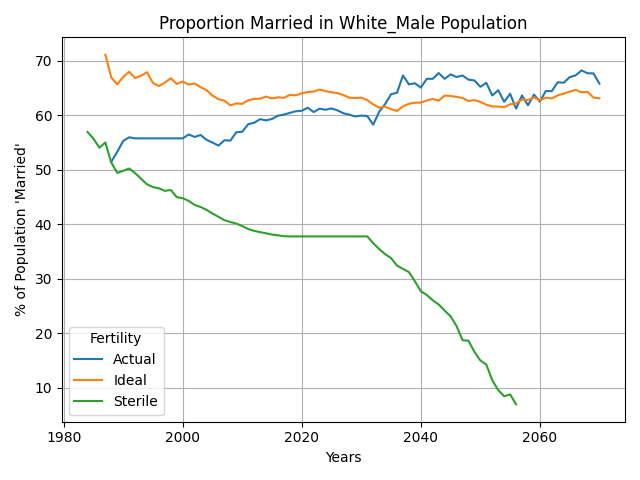 Proportion Married in White_Male Population
% of Population 'Married'
70
60
50
40
30
20
10
Fertility
Actual
Ideal
Sterile
1980
2000
2020
2040
2060
Years